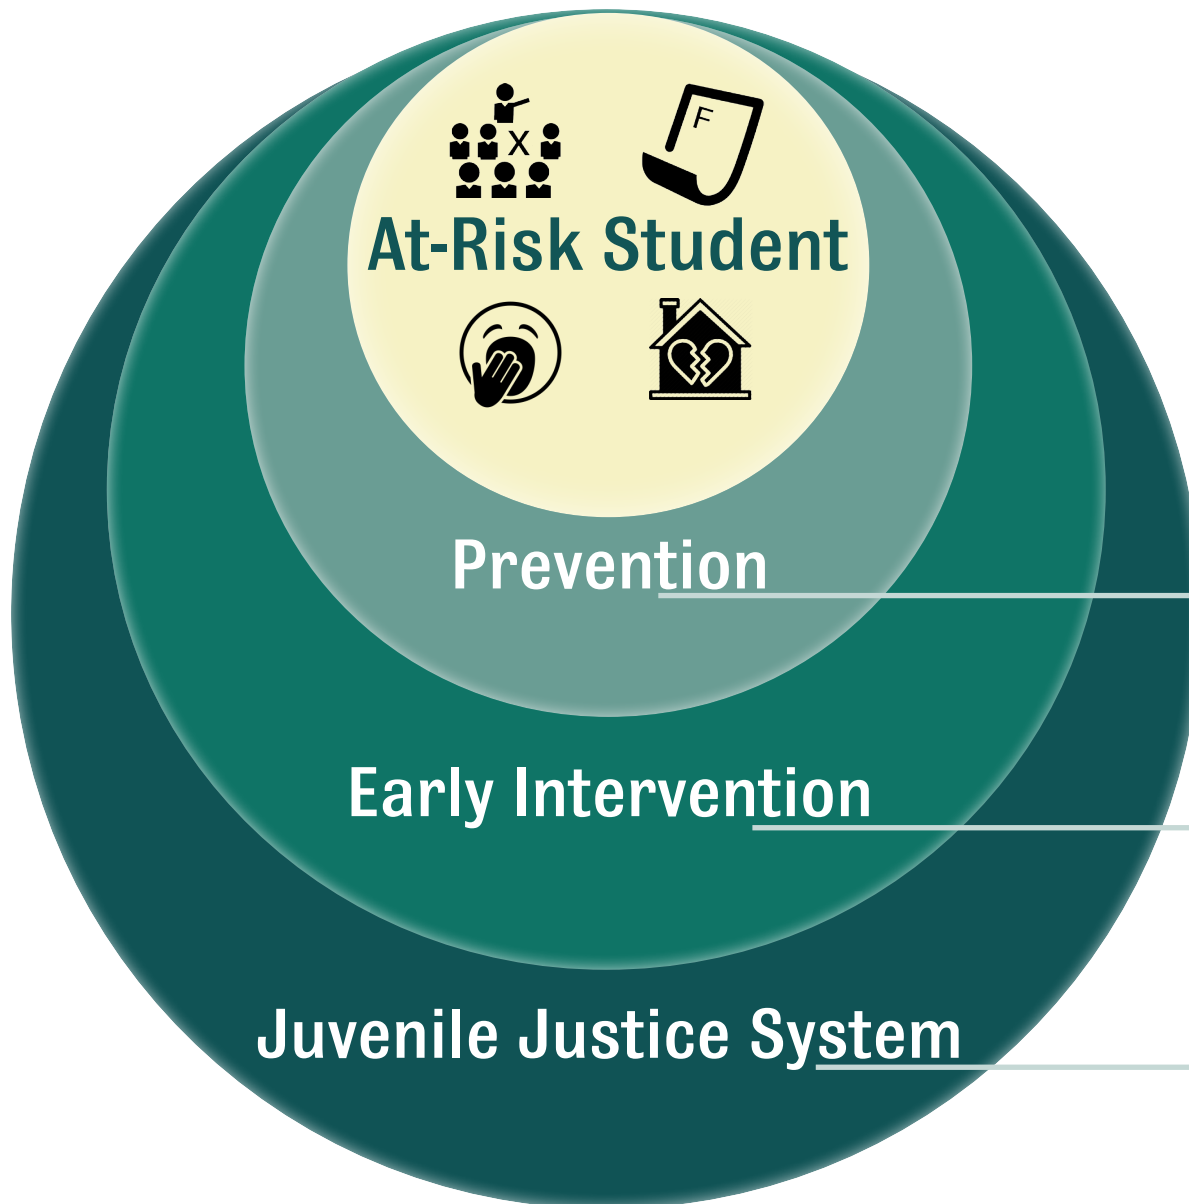 X
F
At-Risk Student
Prevention
Early Intervention
Juvenile Justice System